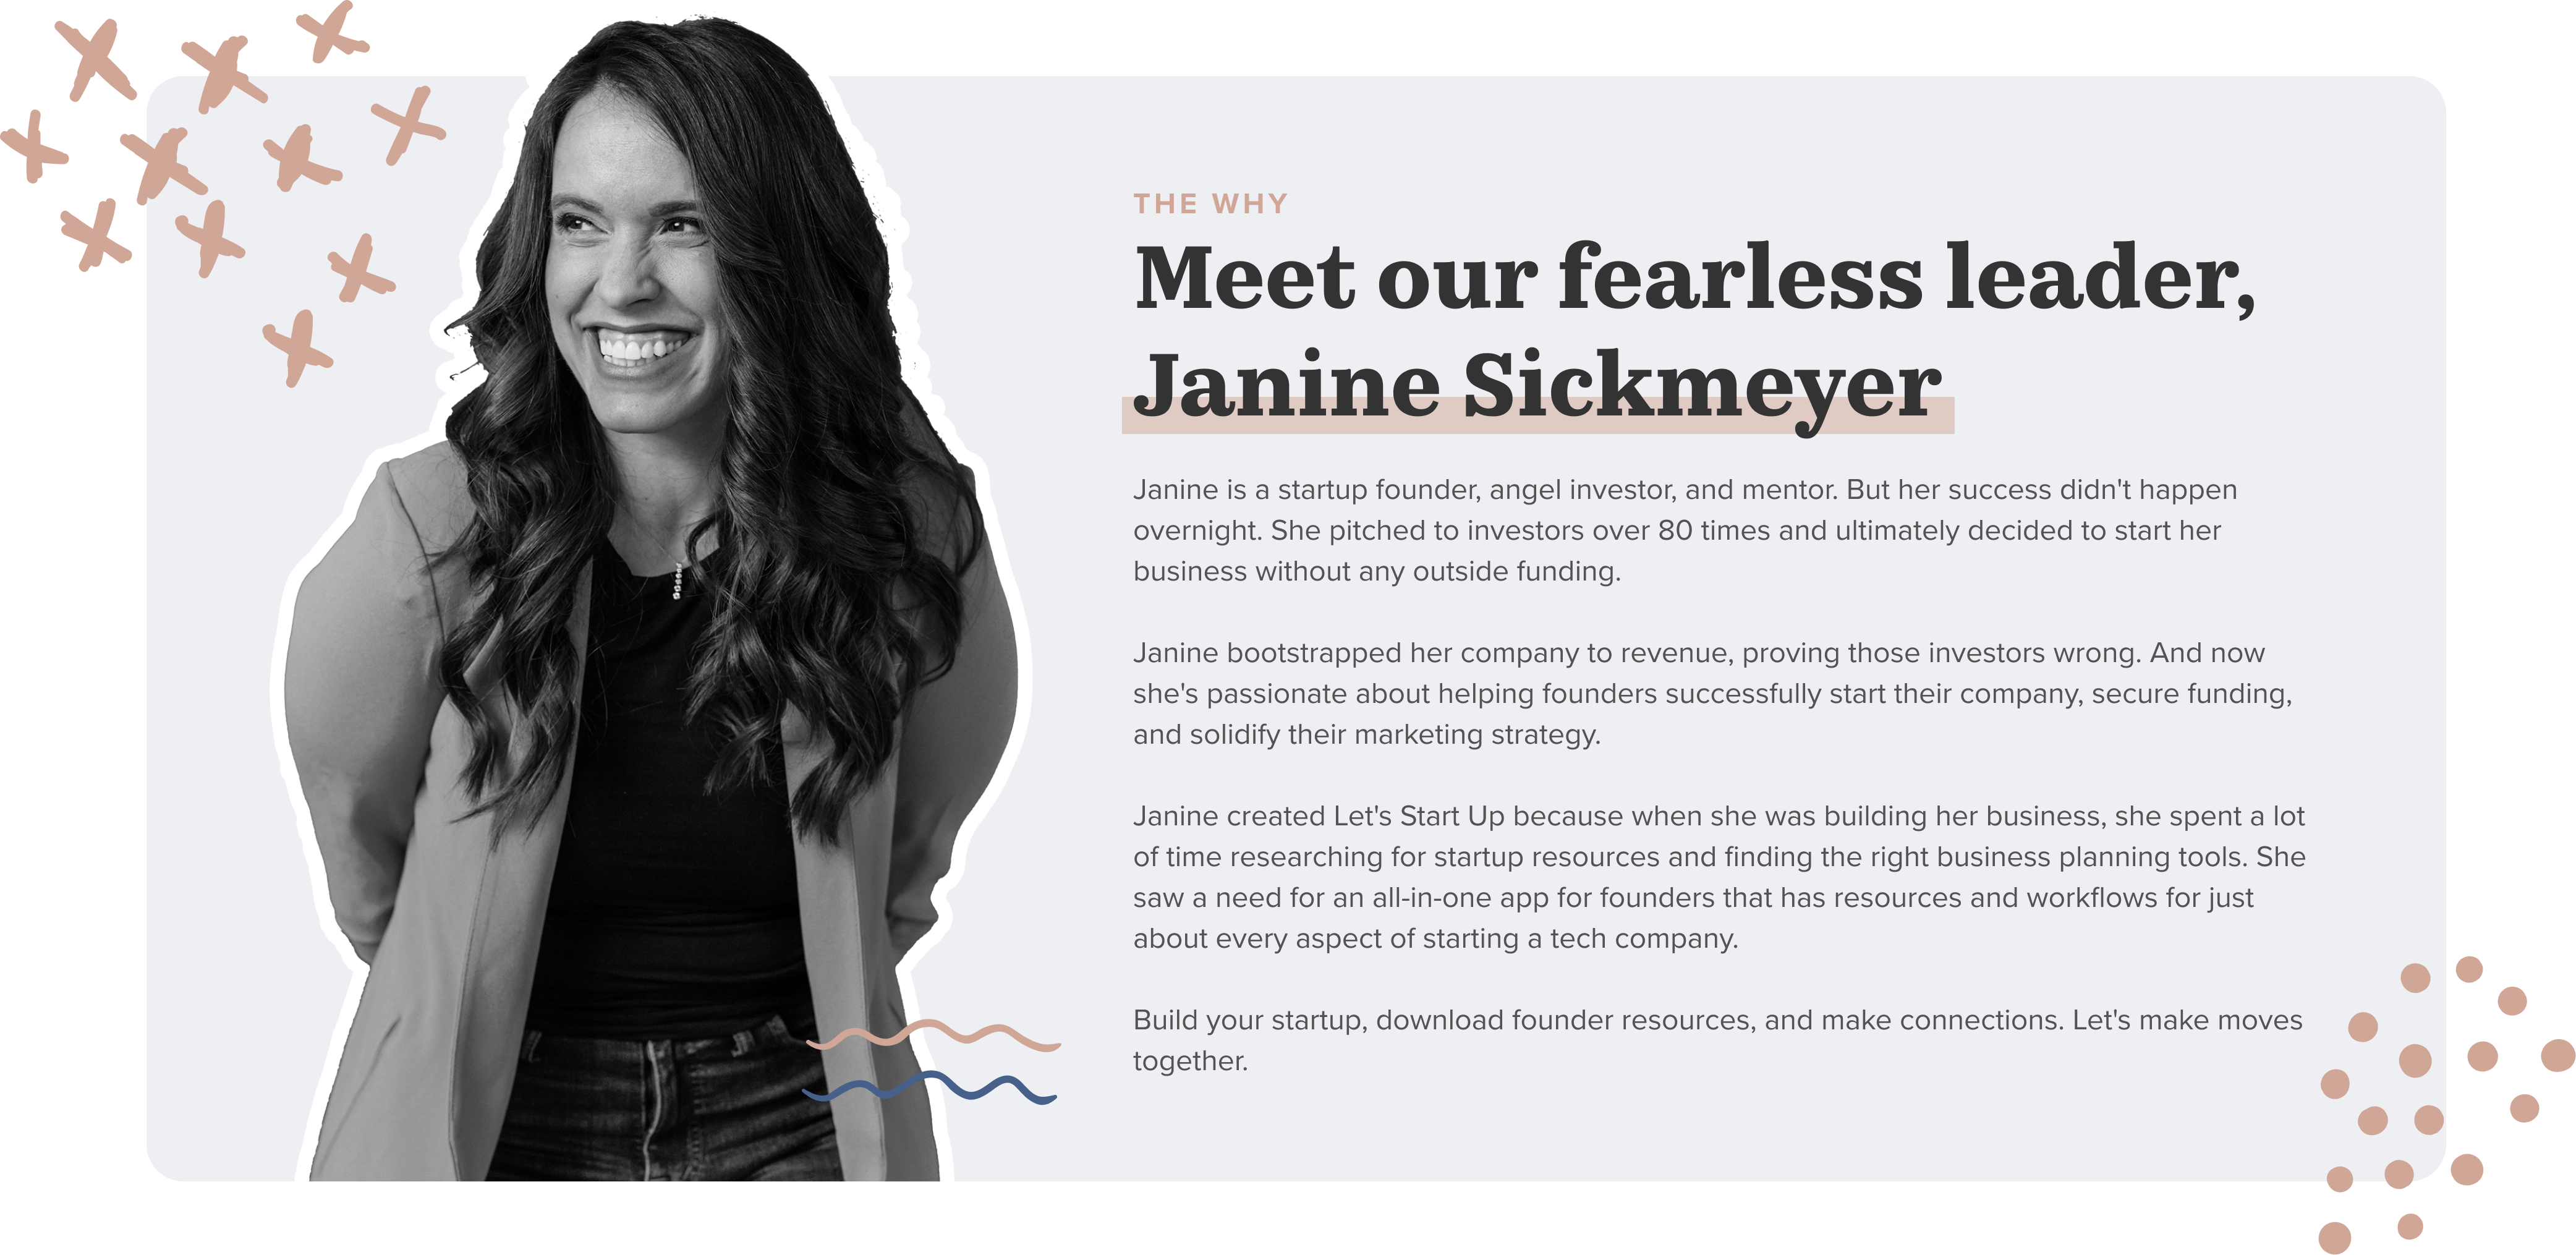 THE WHY
Meet our fearless leader,
Janine Sickmeyer
Janine is a startup founder, angel investor, and mentor. But her success didn't happen
overnight. She pitched to investors over 80 times and ultimately decided to start her
business without any outside funding.
Janine bootstrapped her company to revenue, proving those investors wrong. And now
she's passionate about helping founders successfully start their company, secure funding,
and solidify their marketing strategy.
Janine created Let's Start Up because when she was building her business, she spent a lot
of time researching for startup resources and finding the right business planning tools. She
saw a need for an all-in-one app for founders that has resources and workflows for just
about every aspect of starting a tech company.
Build your startup, download founder resources, and make connections. Let's make moves
together.